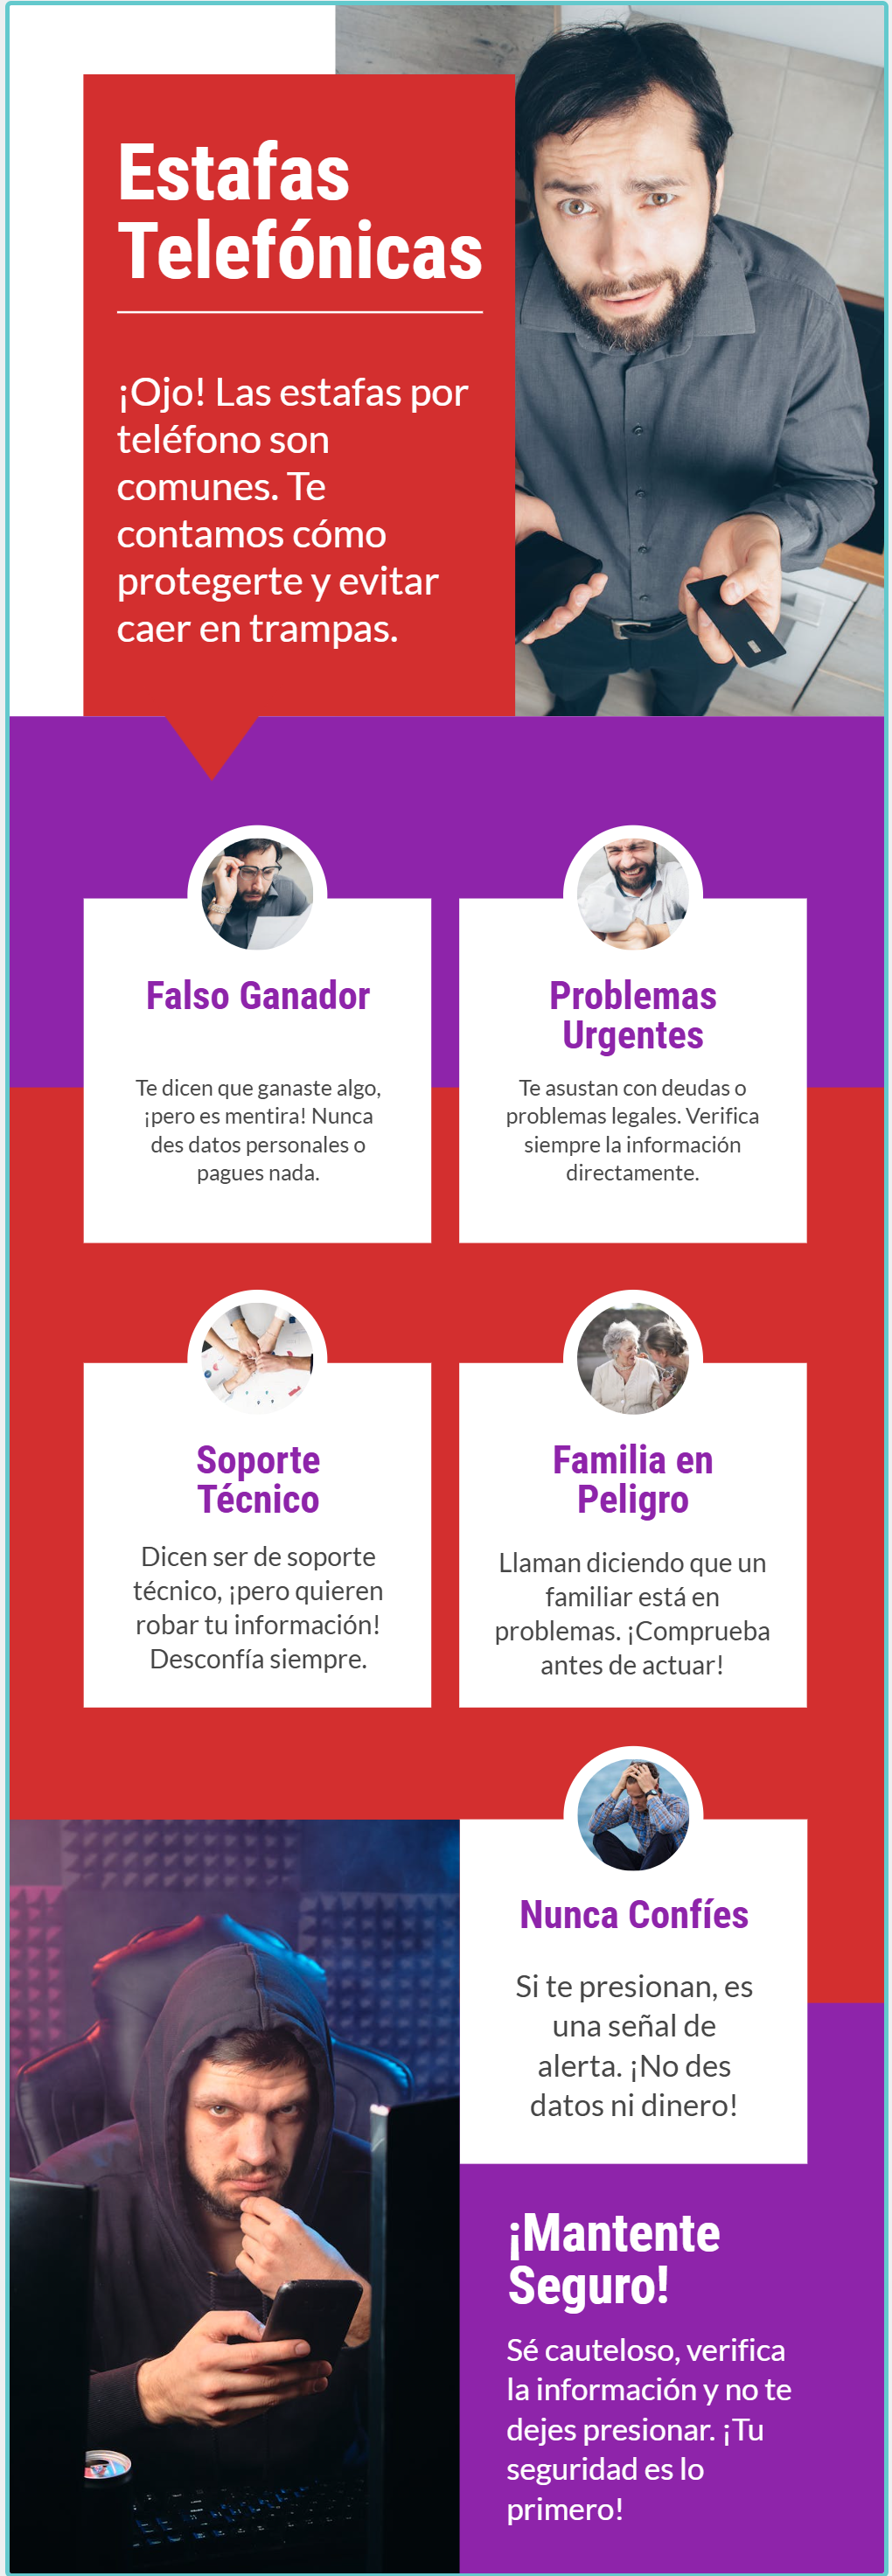 Estafas
Telefónicas
¡Ojo! Las estafas por
teléfono son
comunes. Te
contamos cómo
protegerte y evitar
caer en trampas.
Falso Ganador
Te dicen que ganaste algo,
¡pero es mentira! Nunca
des datos personales o
pagues nada.
Problemas
Urgentes
Te asustan con deudas o
problemas legales. Verifica
siempre la información
directamente.
Soporte
Técnico
Dicen ser de soporte
técnico, ¡pero quieren
robar tu información!
Desconfía siempre.
Familia en
Peligro
Llaman diciendo que un
familiar está en
problemas. ¡Comprueba
antes de actuar!
Nunca Confíes
Si te presionan, es
una señal de
alerta. ¡No des
datos ni dinero!
¡Mantente
Seguro!
Sé cauteloso, verifica
la información y no te
dejes presionar. ¡Tu
seguridad es lo
primero!